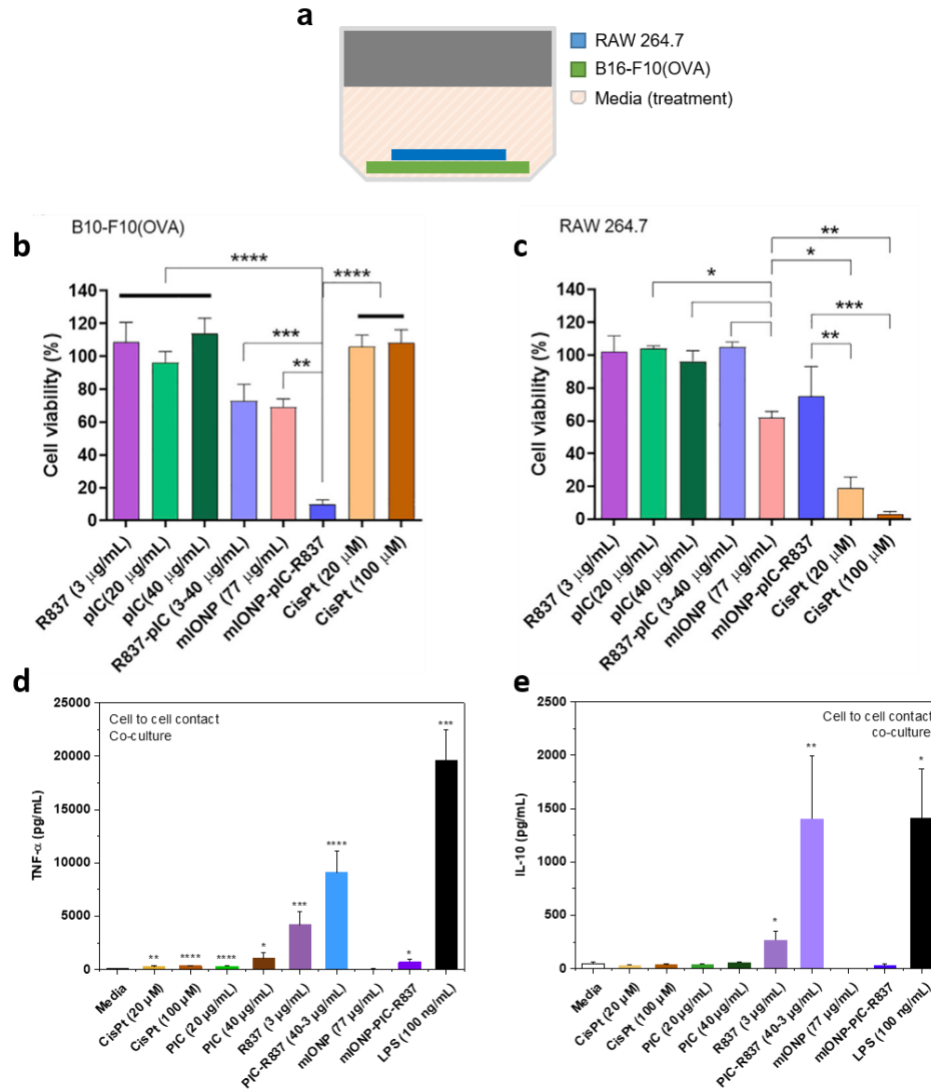 a
RAW 264.7
B16-F10(OVA)
Media (treatment)
b
B10-F10(OVA)
****
****
***
**
Cell viability (%)
140
120
100
80
60
40
20
0
R837 (3 μg/mL)
pIC(20 μg/mL)
pIC(40 μg/mL)
R837-pIC (3-40 μg/mL)
mIONP (77 μg/mL)
mIONP-pIC-R837
CisPt (20 μM)
CisPt (100 μM)
c
RAW 264.7
**
*
*
***
**
Cell viability (%)
140
120
100
80
60
40
20
0
R837 (3 μg/mL)
pIC(20 μg/mL)
pIC(40 μg/mL)
R837-pIC (3-40 μg/mL)
mIONP (77 μg/mL)
mIONP-pIC-R837
CisPt (20 μM)
CisPt (100 μM)
d
Cell to cell contact
Co-culture
TNF-α (pg/mL)
25000
20000
15000
10000
5000
0
**
****
****
*
***
****
*
***
Media
CisPt (20 μM)
CisPt (100 μM)
PIC (20 μg/mL)
PIC (40 μg/mL)
R837 (3 μg/mL)
PIC-R837 (40-3 μg/mL)
mIONP (77 μg/mL)
mIONP-PIC-R837
LPS (100 ng/mL)
e
Cell to cell contact
co-culture
IL-10 (pg/mL)
2500
2000
1500
1000
500
0
*
**
*
Media
CisPt (20 μM)
CisPt (100 μM)
PIC (20 μg/mL)
PIC (40 μg/mL)
R837 (3 μg/mL)
PIC-R837 (40-3 μg/mL)
mIONP (77 μg/mL)
mIONP-PIC-R837
LPS (100 ng/mL)